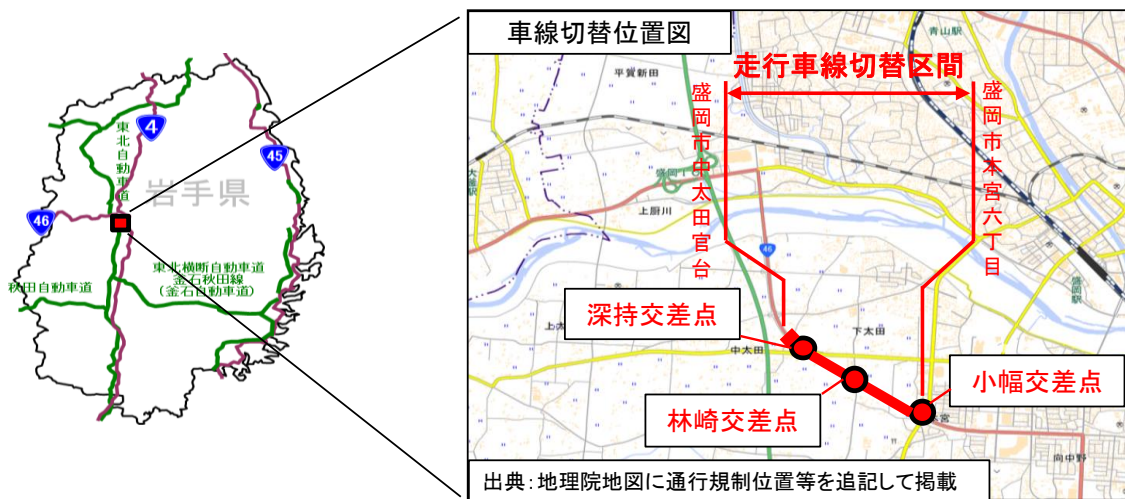 車線切替位置図
走行車線切替区間
盛岡市中太田官台
盛岡市本宮六丁目
深持交差点
林崎交差点
小幅交差点
出典：地理院地図に通行規制位置等を追記して掲載
4
45
46
東北自動車道
岩手県
東北横断自動車道
釜石秋田線
(釜石自動車道)
秋田自動車道
青山駅
平賀新田
大釜駅
盛岡IC
上厨川
46
盛岡駅
上太
中太田
下太田
向中野